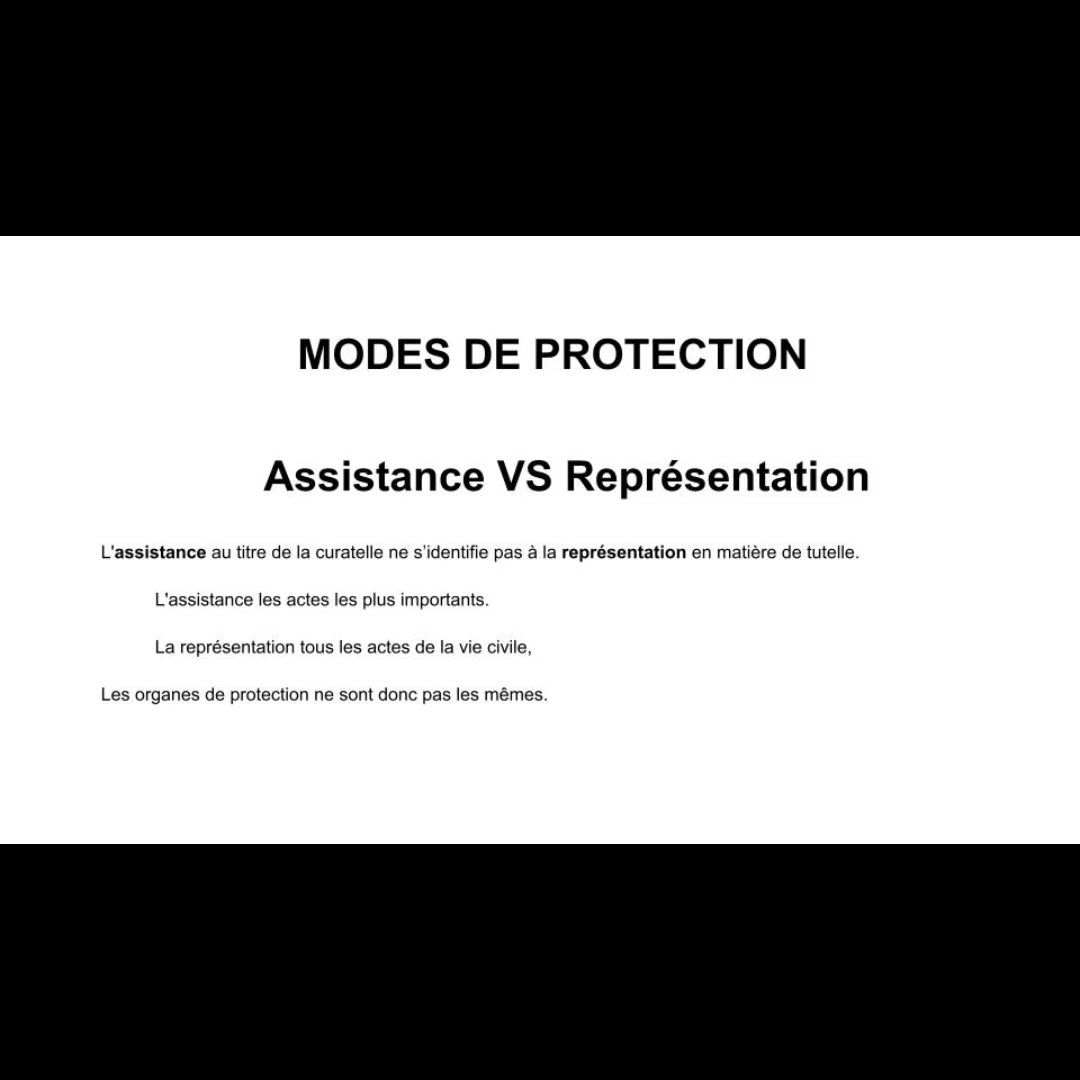 MODES DE PROTECTION
Assistance VS Représentation
L'assistance au titre de la curatelle ne s’identifie pas à la représentation en matière de tutelle.
L'assistance les actes les plus importants.
La représentation tous les actes de la vie civile,
Les organes de protection ne sont donc pas les mêmes.